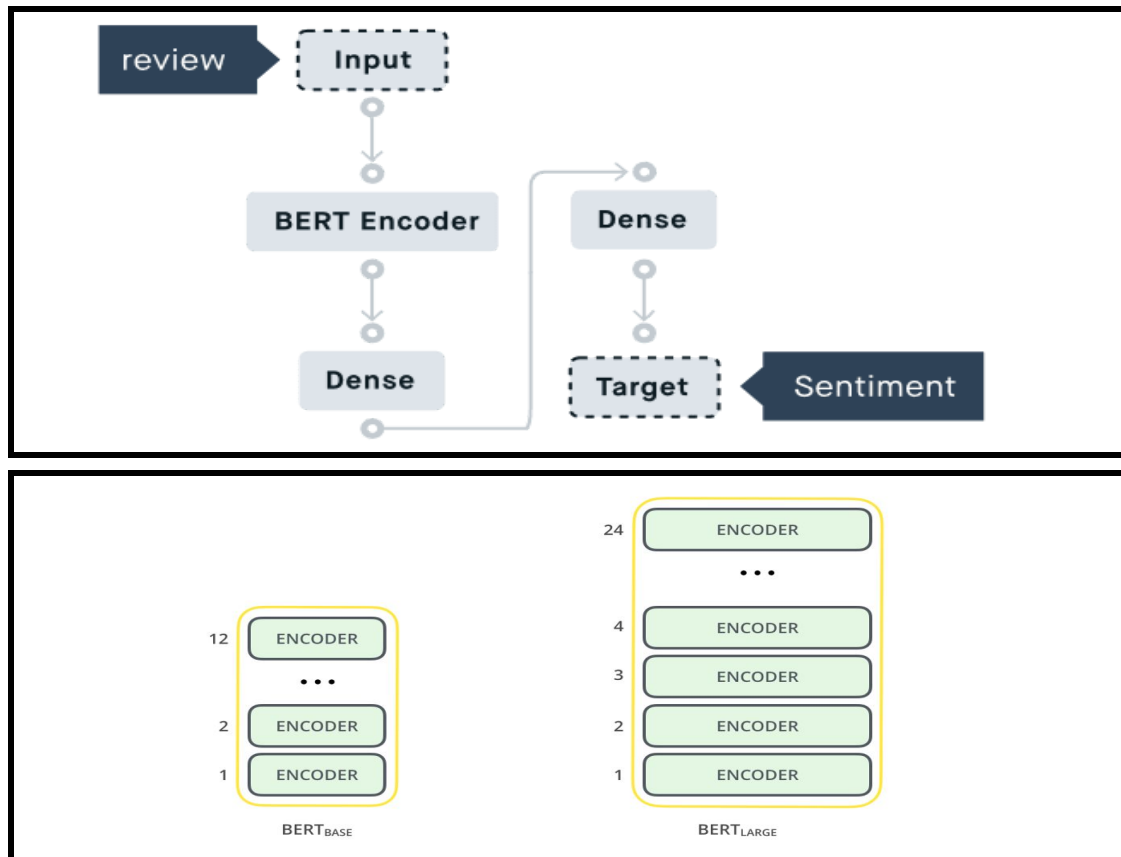 review
Input
BERT Encoder
Dense
Dense
Target
Sentiment
12
ENCODER
...
2
ENCODER
1
ENCODER
BERTBASE
24
ENCODER
...
4
ENCODER
3
ENCODER
2
ENCODER
1
ENCODER
BERTLARGE